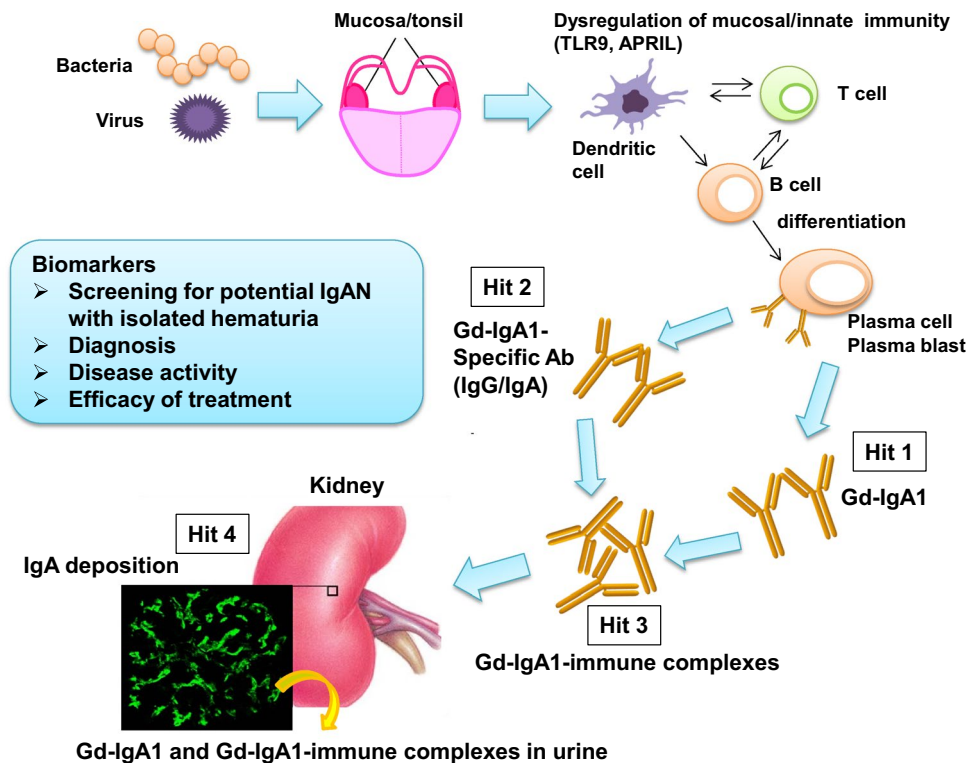 Mucosa/tonsil
Dysregulation of mucosal/innate immunity
(TLR9, APRIL)
Bacteria
Virus
T cell
Dendritic
cell
B cell
differentiation
Plasma cell
Plasma blast
Biomarkers
➢ Screening for potential IgAN
with isolated hematuria
➢ Diagnosis
➢ Disease activity
➢ Efficacy of treatment
Hit 2
Gd-IgA1-
Specific Ab
(IgG/IgA)
Hit 1
Gd-IgA1
Kidney
Hit 4
IgA deposition
Hit 3
Gd-IgA1-immune complexes
Gd-IgA1 and Gd-IgA1-immune complexes in urine